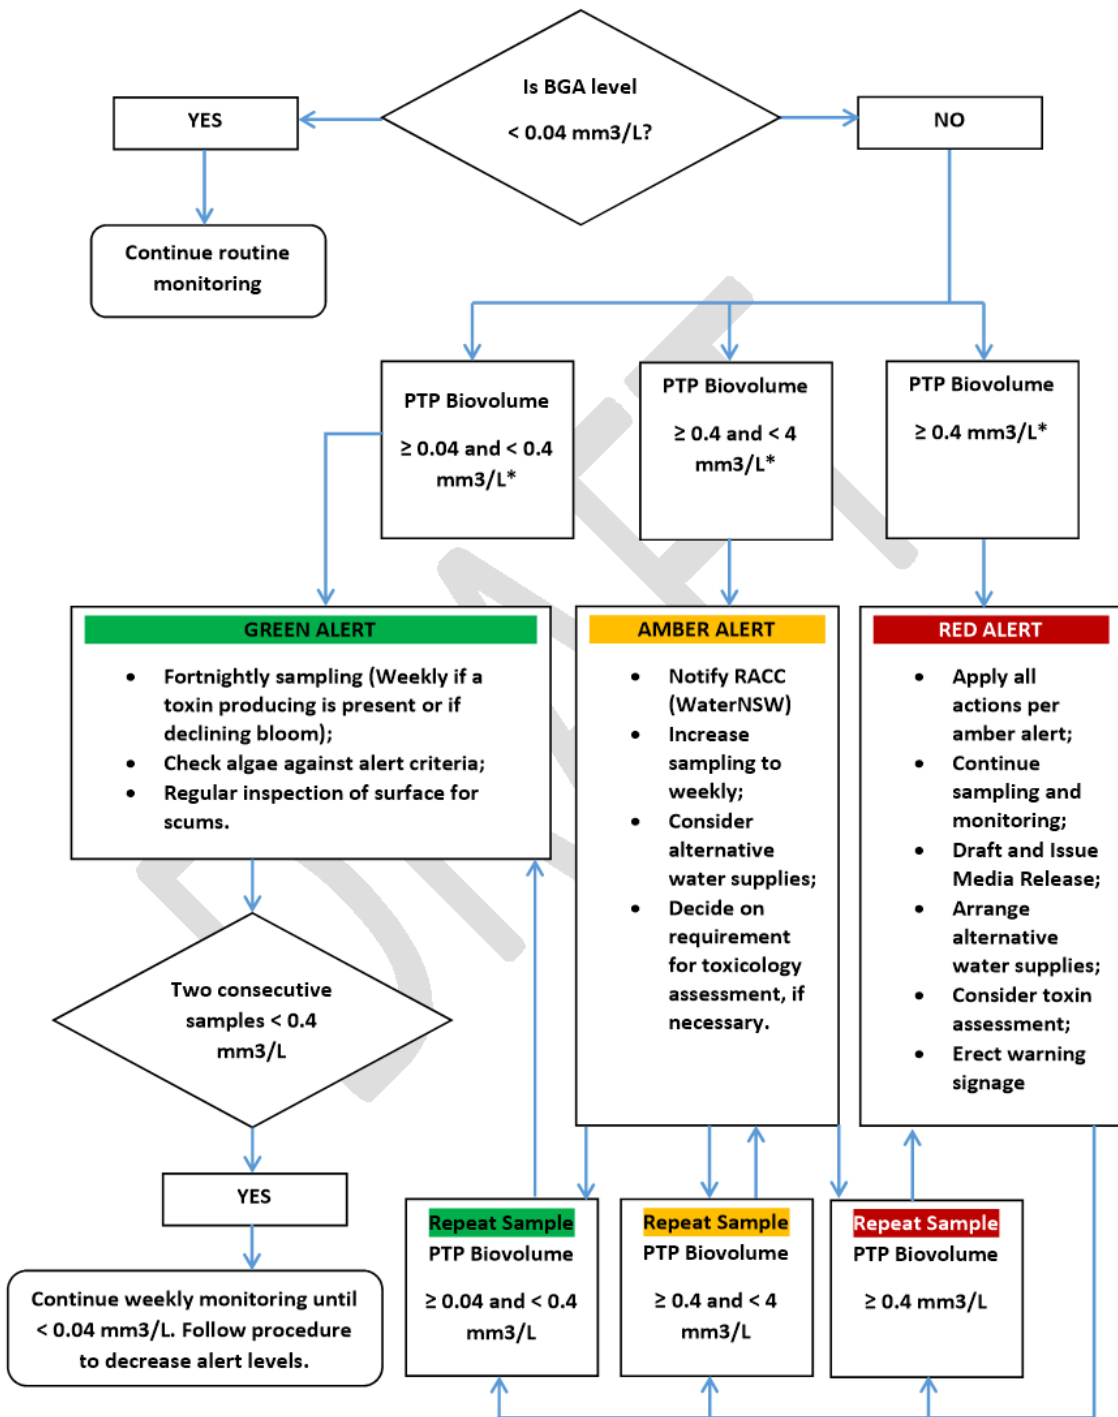 Is BGA level
< 0.04 mm3/L?
YES
NO
Continue routine
monitoring
PTP Biovolume
≥ 0.04 and < 0.4
mm3/L*
PTP Biovolume
≥ 0.4 and < 4
mm3/L*
PTP Biovolume
≥ 0.4 mm3/L*
DRAFT
GREEN ALERT
• Fortnightly sampling (Weekly if a
toxin producing is present or if
declining bloom);
• Check algae against alert criteria;
• Regular inspection of surface for
scums.
AMBER ALERT
• Notify RACC
(WaterNSW)
• Increase
sampling to
weekly;
• Consider
alternative
water supplies;
• Decide on
requirement
for toxicology
assessment, if
necessary.
RED ALERT
• Apply all
actions per
amber alert;
• Continue
sampling and
monitoring;
• Draft and Issue
Media Release;
• Arrange
alternative
water supplies;
• Consider toxin
assessment;
• Erect warning
signage
Two consecutive
samples < 0.4
mm3/L
YES
Continue weekly monitoring until
< 0.04 mm3/L. Follow procedure
to decrease alert levels.
Repeat Sample
PTP Biovolume
≥ 0.04 and < 0.4
mm3/L
Repeat Sample
PTP Biovolume
≥ 0.4 and < 4
mm3/L
Repeat Sample
PTP Biovolume
≥ 0.4 mm3/L